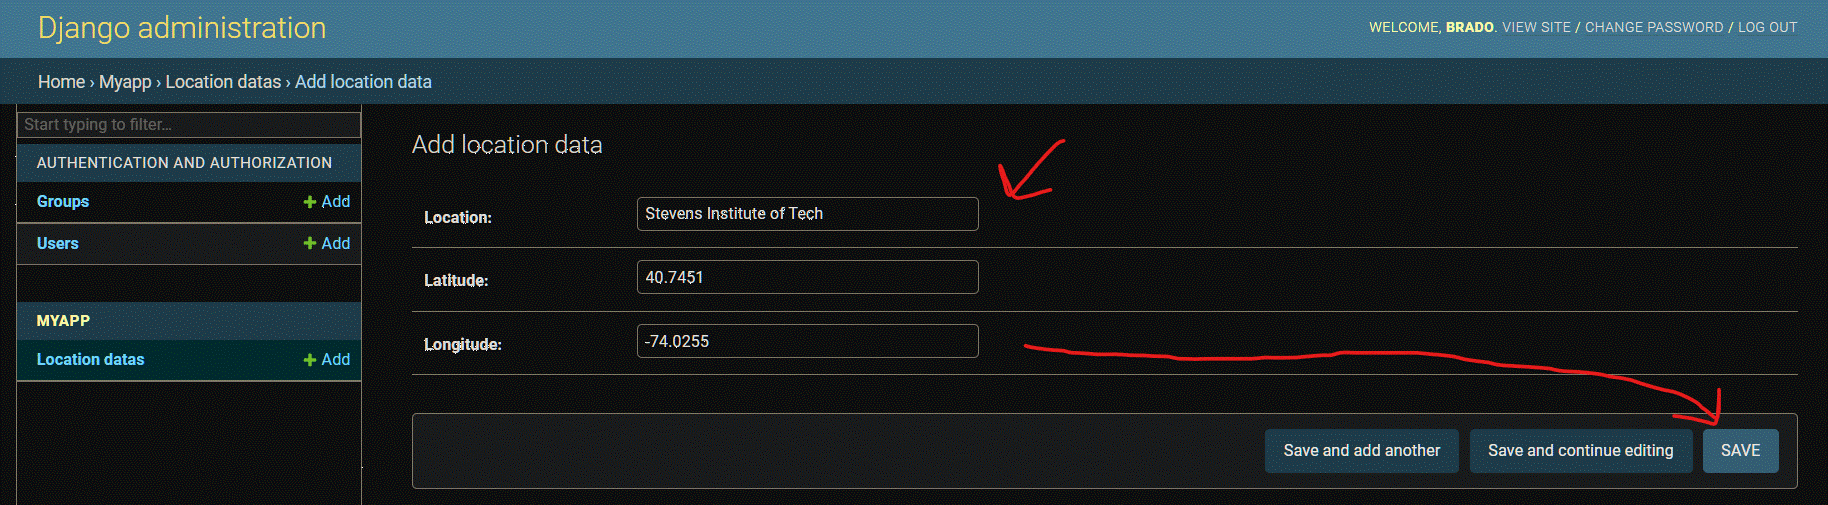 Django administration
WELCOME, BRADO. VIEW SITE / CHANGE PASSWORD / LOG OUT
Home › Myapp › Location datas › Add location data
Start typing to filter…
AUTHENTICATION AND AUTHORIZATION
Groups + Add
Users + Add
MYAPP
Location datas + Add
Add location data
Location: Stevens Institute of Tech
Latitude: 40.7451
Longitude: -74.0255
Save and add another Save and continue editing SAVE